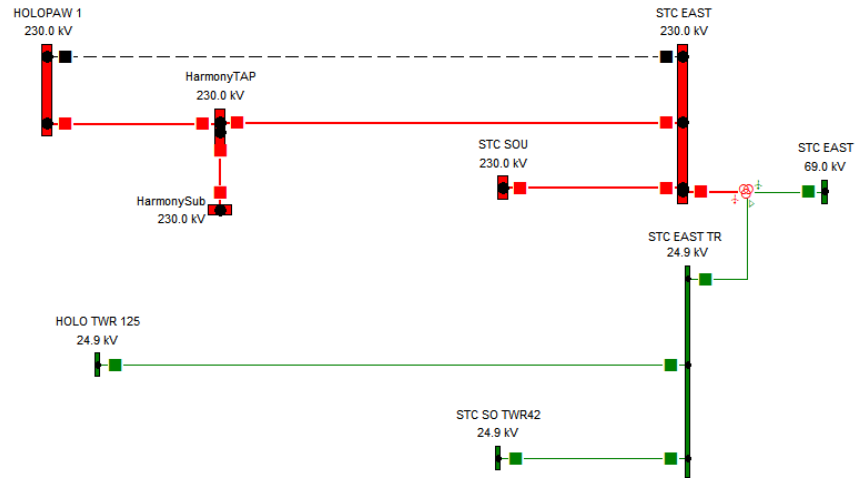 HOLOPAW 1
230.0 kV
STC EAST
230.0 kV
HarmonyTAP
230.0 kV
STC SOU
230.0 kV
STC EAST
69.0 kV
HarmonySub
230.0 kV
STC EAST TR
24.9 kV
HOLO TWR 125
24.9 kV
STC SO TWR42
24.9 kV